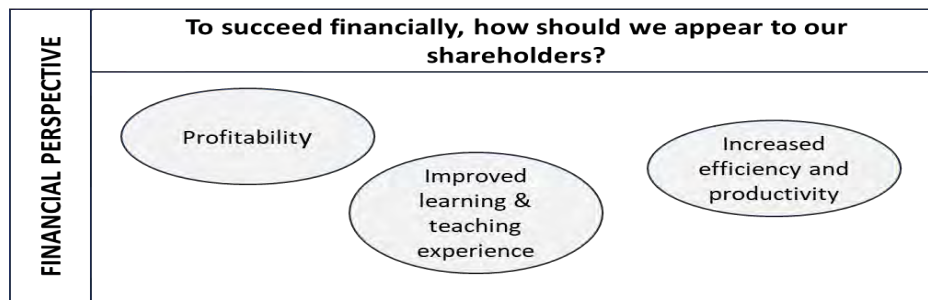 FINANCIAL PERSPECTIVE
To succeed financially, how should we appear to our
shareholders?
Profitability
Improved
learning &
teaching
experience
Increased
efficiency and
productivity